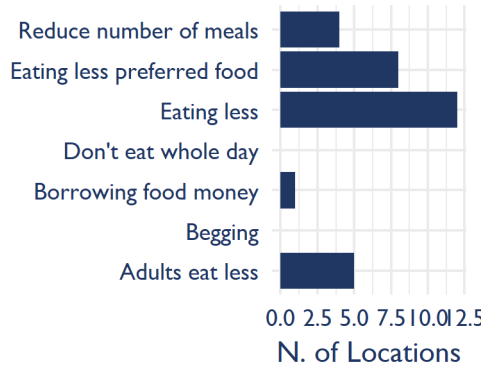 Reduce number of meals
Eating less preferred food
Eating less
Don't eat whole day
Borrowing food money
Begging
Adults eat less
0.0 2.5 5.0 7.5 10.0 12.5
N. of Locations